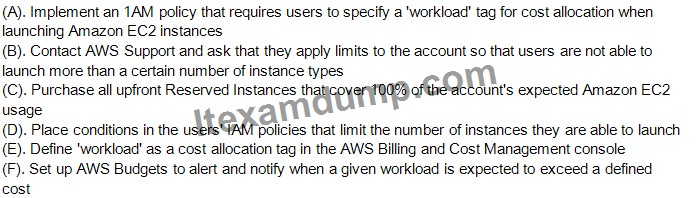 (A). Implement an 1AM policy that requires users to specify a 'workload' tag for cost allocation when
launching Amazon EC2 instances
(B). Contact AWS Support and ask that they apply limits to the account so that users are not able to
launch more than a certain number of instance types
(C). Purchase all upfront Reserved Instances that cover 100% of the account's expected Amazon EC2
usage
(D). Place conditions in the users' IAM policies that limit the number of instances they are able to launch
(E). Define 'workload' as a cost allocation tag in the AWS Billing and Cost Management console
(F). Set up AWS Budgets to alert and notify when a given workload is expected to exceed a defined
cost
Itexamdump.com